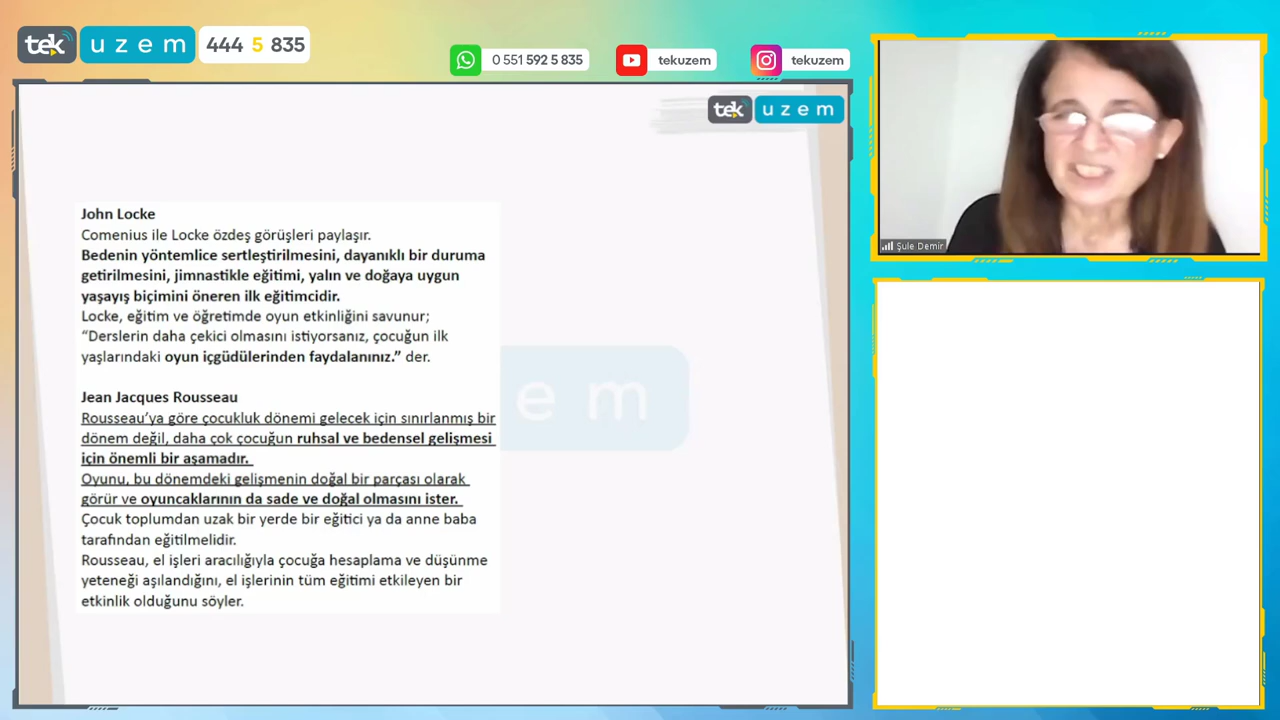 tek uzem 444 5 835
0 551 592 5 835
tekuzem
tekuzem
tek uzem
Şule Demir
John Locke
Comenius ile Locke özdeş görüşleri paylaşır.
Bedenin yöntemlice sertleştirilmesini, dayanıklı bir duruma
getirilmesini, jimnastikle eğitimi, yalın ve doğaya uygun
yaşayış biçimini öneren ilk eğitimcidir.
Locke, eğitim ve öğretimde oyun etkinliğini savunur;
“Derslerin daha çekici olmasını istiyorsanız, çocuğun ilk
yaşlarındaki oyun içgüdülerinden faydalanınız.” der.
Jean Jacques Rousseau
Rousseau’ya göre çocukluk dönemi gelecek için sınırlanmış bir
dönem değil, daha çok çocuğun ruhsal ve bedensel gelişmesi
için önemli bir aşamadır.
Oyunu, bu dönemdeki gelişmenin doğal bir parçası olarak
görür ve oyuncaklarının da sade ve doğal olmasını ister.
Çocuk toplumdan uzak bir yerde bir eğitici ya da anne baba
tarafından eğitilmelidir.
Rousseau, el işleri aracılığıyla çocuğa hesaplama ve düşünme
yeteneği aşılandığını, el işlerinin tüm eğitimi etkileyen bir
etkinlik olduğunu söyler.
e m